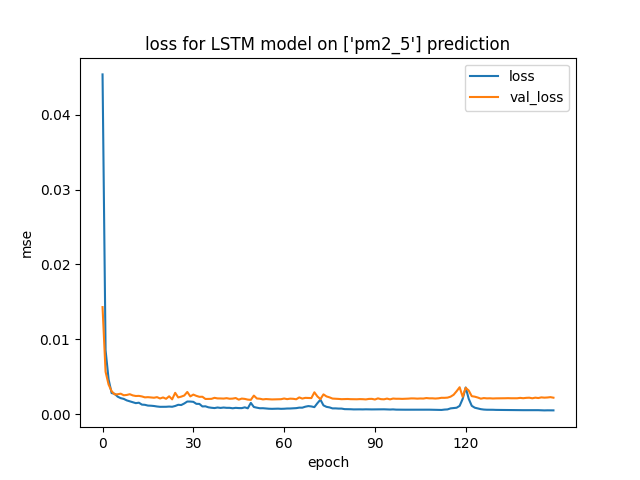 loss for LSTM model on ['pm2_5'] prediction
loss
val_loss
0.04
0.03
0.02
0.01
0.00
mse
0 30 60 90 120
epoch